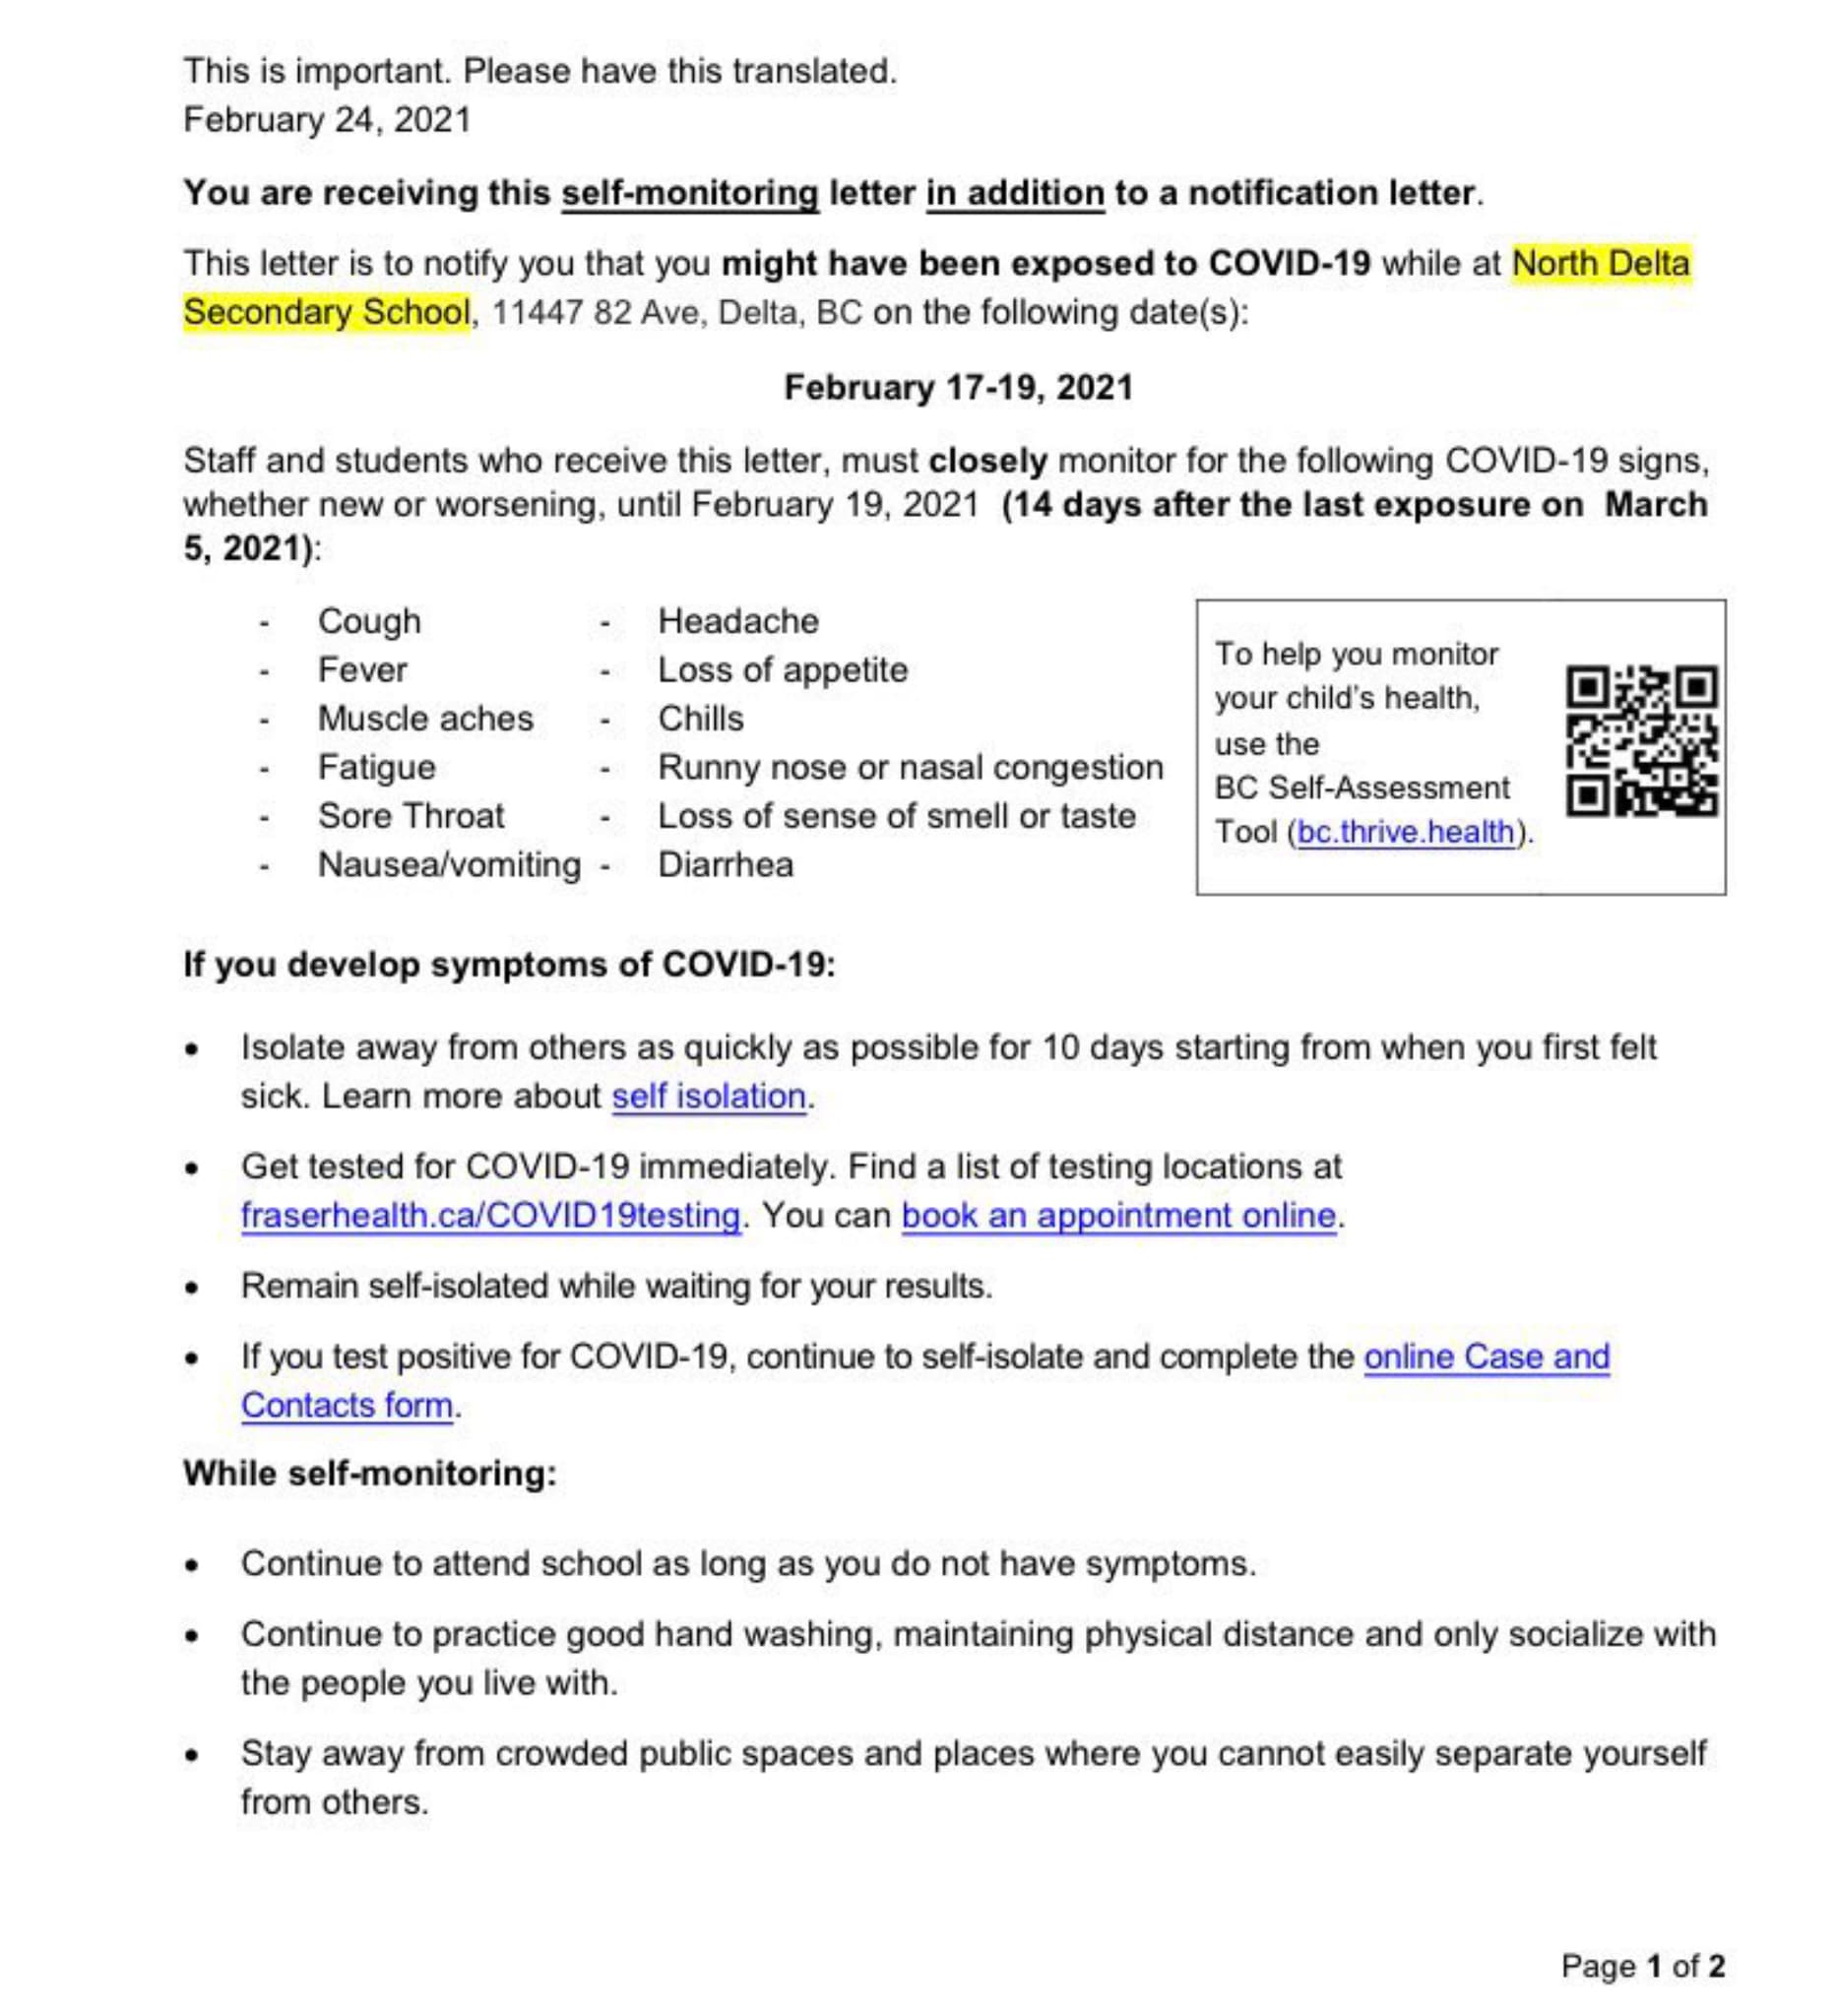 This is important. Please have this translated.
February 24, 2021
You are receiving this self-monitoring letter in addition to a notification letter.
This letter is to notify you that you might have been exposed to COVID-19 while at North Delta
Secondary School, 11447 82 Ave, Delta, BC on the following date(s):
February 17-19, 2021
Staff and students who receive this letter, must closely monitor for the following COVID-19 signs,
whether new or worsening, until February 19, 2021 (14 days after the last exposure on March
5, 2021):
- Cough - Headache
- Fever - Loss of appetite
- Muscle aches - Chills
- Fatigue - Runny nose or nasal congestion
- Sore Throat - Loss of sense of smell or taste
- Nausea/vomiting - Diarrhea
To help you monitor
your child's health,
use the
BC Self-Assessment
Tool (bc.thrive.health).
If you develop symptoms of COVID-19:
• Isolate away from others as quickly as possible for 10 days starting from when you first felt
sick. Learn more about self isolation.
• Get tested for COVID-19 immediately. Find a list of testing locations at
fraserhealth.ca/COVID19testing. You can book an appointment online.
• Remain self-isolated while waiting for your results.
• If you test positive for COVID-19, continue to self-isolate and complete the online Case and
Contacts form.
While self-monitoring:
• Continue to attend school as long as you do not have symptoms.
• Continue to practice good hand washing, maintaining physical distance and only socialize with
the people you live with.
• Stay away from crowded public spaces and places where you cannot easily separate yourself
from others.
Page 1 of 2